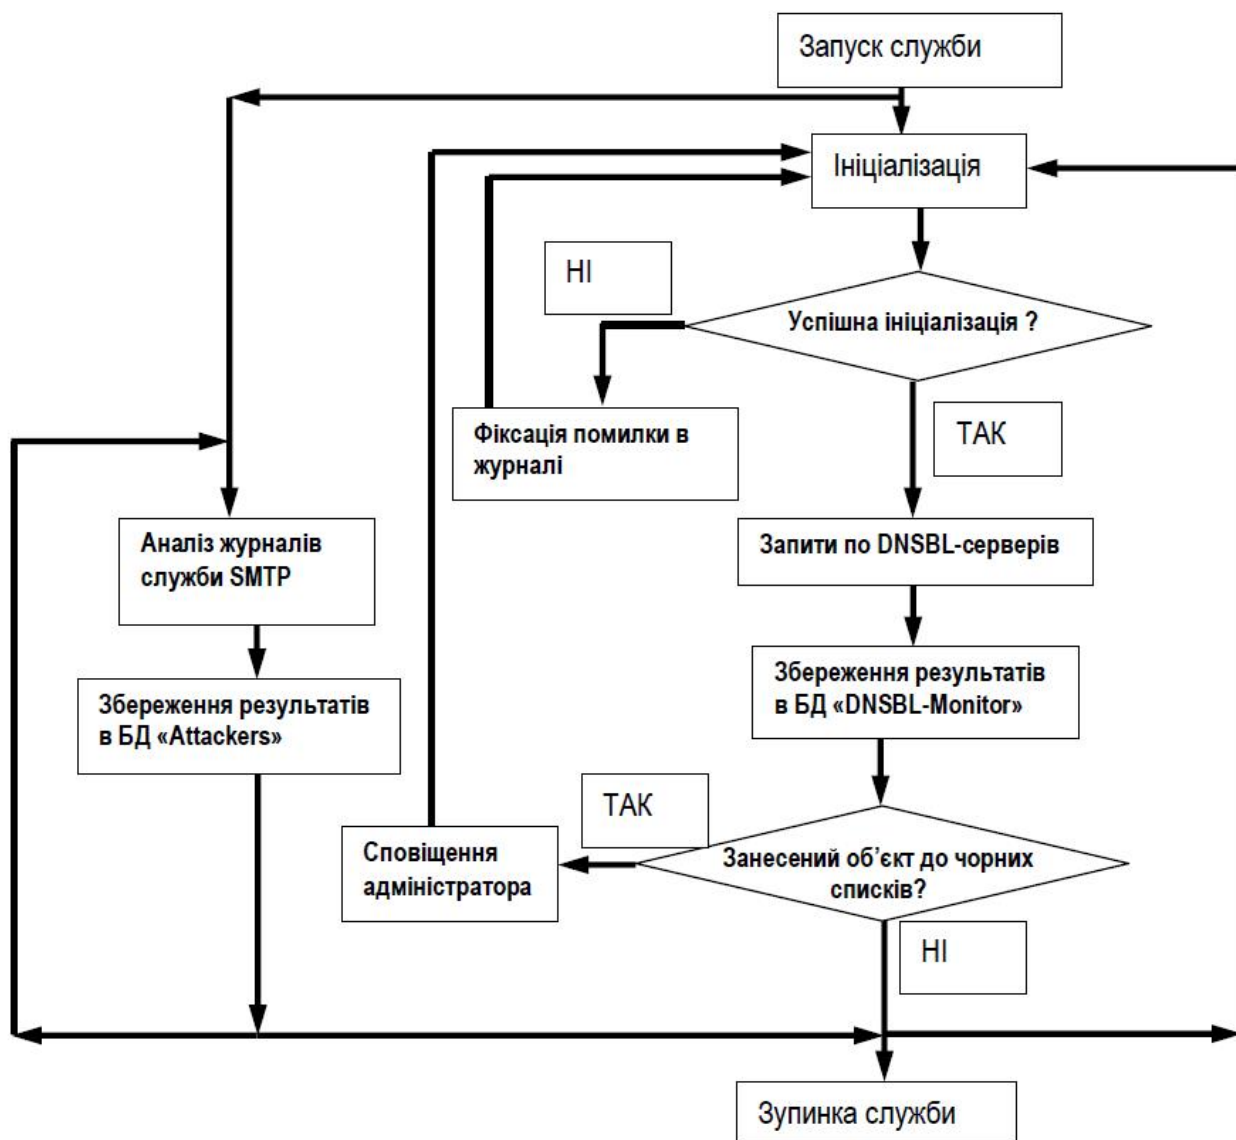 Запуск служби
Ініціалізація
НІ
Успішна ініціалізація ?
Фіксація помилки в
журналі
ТАК
Аналіз журналів
служби SMTP
Запити по DNSBL-серверів
Збереження результатів
в БД «Attackers»
Збереження результатів
в БД «DNSBL-Monitor»
ТАК
Сповіщення
адміністратора
Занесений об’єкт до чорних
списків?
НІ
Зупинка служби